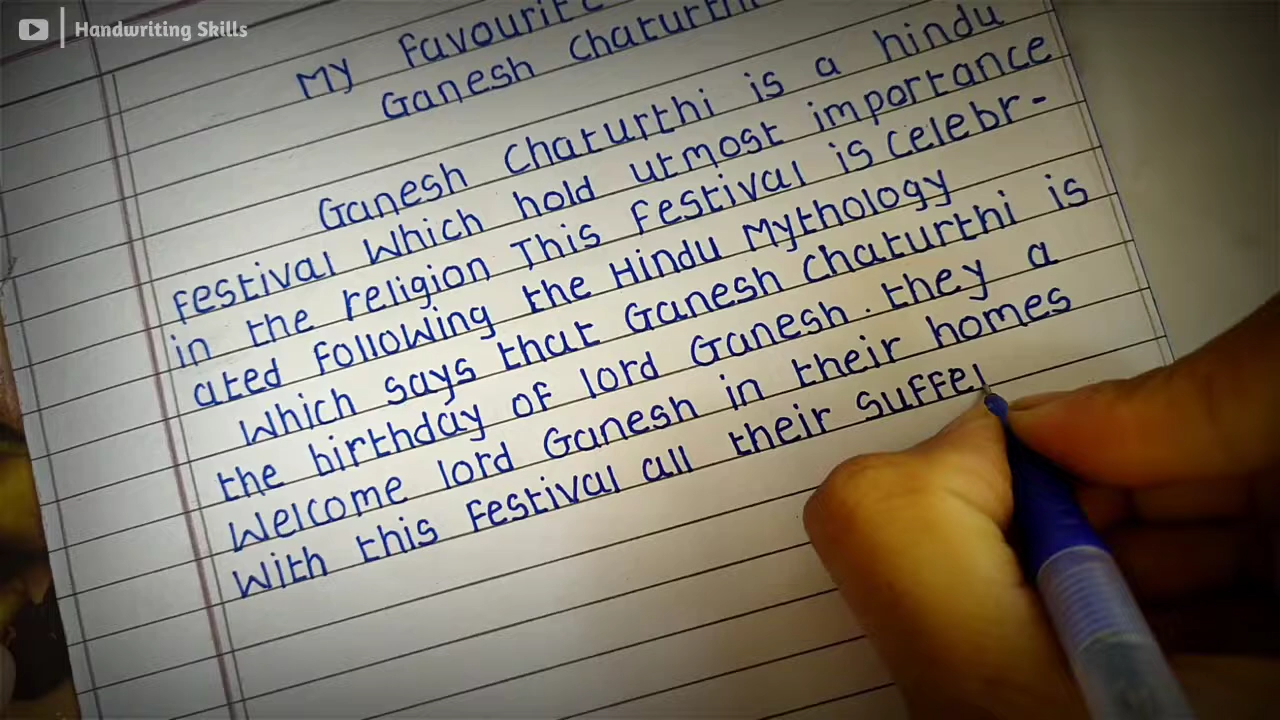 Handwriting Skills
My Favourite
Ganesh Chaturthi
Ganesh Chaturthi is a hindu
Festival Which hold utmost importance
in the religion This Festival is Celebr-
ated Following the Hindu Mythology
Which says that Ganesh Chaturthi is
the birthday of lord Ganesh. they a
Welcome lord Ganesh in their homes
With this Festival all their